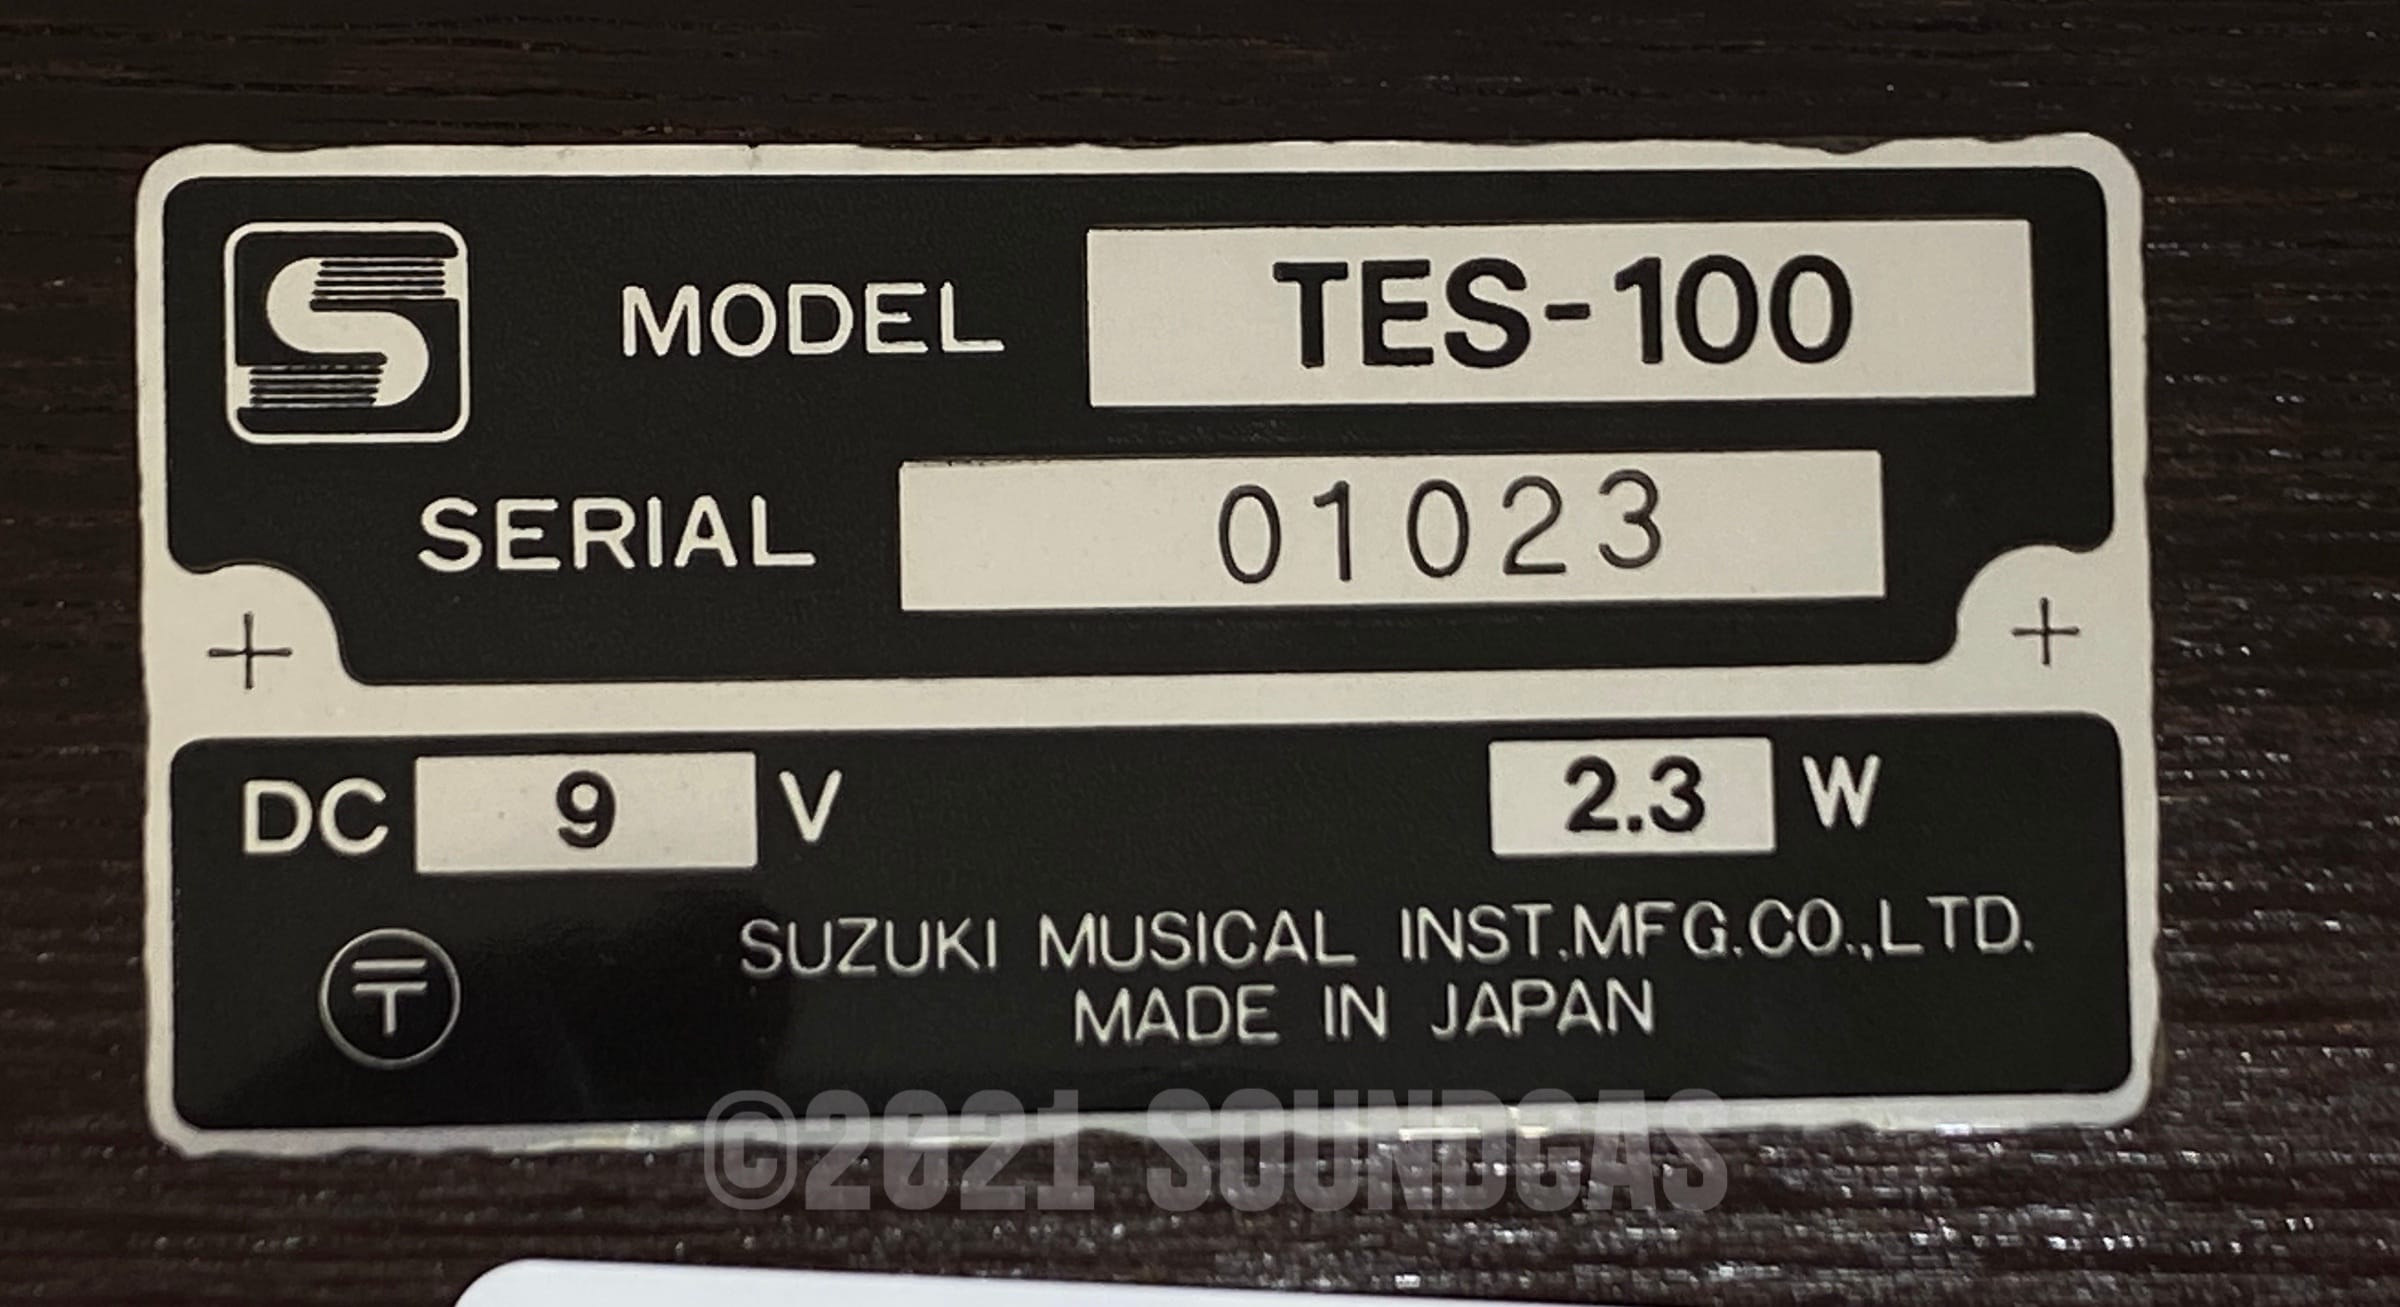 MODEL TES-100
SERIAL 01023
DC 9 V 2.3 W
SUZUKI MUSICAL INST.MFG.CO.,LTD.
MADE IN JAPAN
©2021 SOUNDGAS